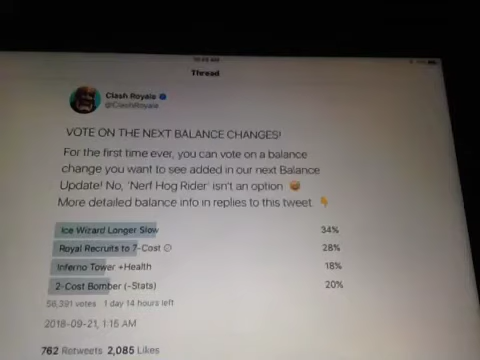 Thread
Clash Royale
@ClashRoyale
VOTE ON THE NEXT BALANCE CHANGES!
For the first time ever, you can vote on a balance
change you want to see added in our next Balance
Update! No, 'Nerf Hog Rider' isn't an option
More detailed balance info in replies to this tweet.
Ice Wizard Longer Slow 34%
Royal Recruits to 7-Cost 28%
Inferno Tower +Health 18%
2-Cost Bomber (-Stats) 20%
56,391 votes 1 day 14 hours left
2018-09-21, 1:15 AM
762 Retweets 2,085 Likes